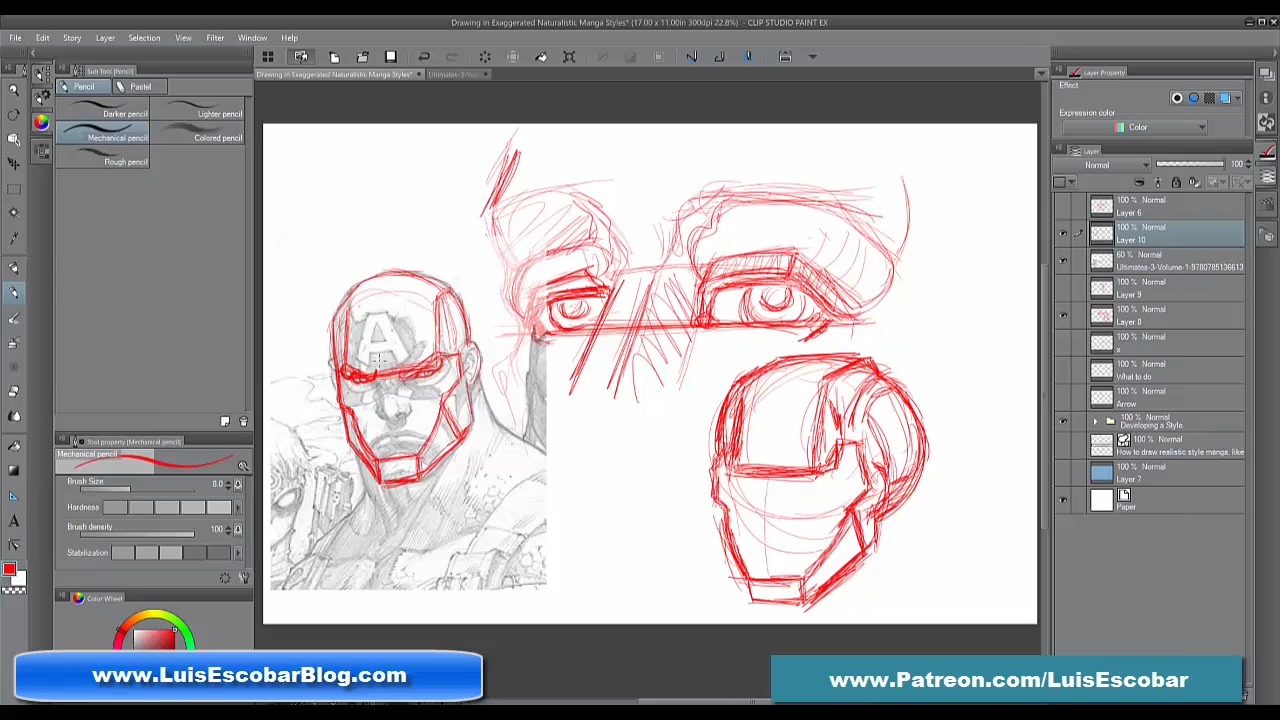 Drawing in Exaggerated Naturalistic Manga Styles* (17.00 x 11.00in 300dpi 22.8%) - CLIP STUDIO PAINT EX
File Edit Story Layer Selection View Filter Window Help
Drawing in Exaggerated Naturalistic Manga Styles*
Sub Tool [Pencil]
Pencil Pastel
Darker pencil Lighter pencil
Mechanical pencil Colored pencil
Rough pencil
Tool property [Mechanical pencil]
Mechanical pencil
Brush Size 8.0
Hardness
Brush density 100
Stabilization
Color Wheel
A
Layer Property
Effect
Expression color
Color
Layer
Normal 100
100 % Normal
Layer 6
100 % Normal
Layer 10
60 % Normal
Ultimates-3-Volume-1-9780785136613
100 % Normal
Layer 9
100 % Normal
Layer 8
100 % Normal
x
100 % Normal
What to do
100 % Normal
Arrow
100 % Normal
Developing a Style
100 % Normal
How to draw realistic style manga, like
100 % Normal
Layer 7
Paper
www.LuisEscobarBlog.com
www.Patreon.com/LuisEscobar